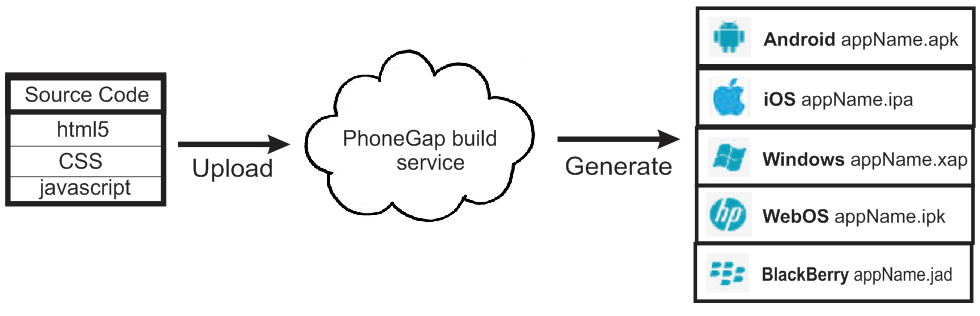 Source Code
html5
CSS
javascript
Upload
PhoneGap build
service
Generate
Android appName.apk
iOS appName.ipa
Windows appName.xap
hp
WebOS appName.ipk
BlackBerry appName.jad